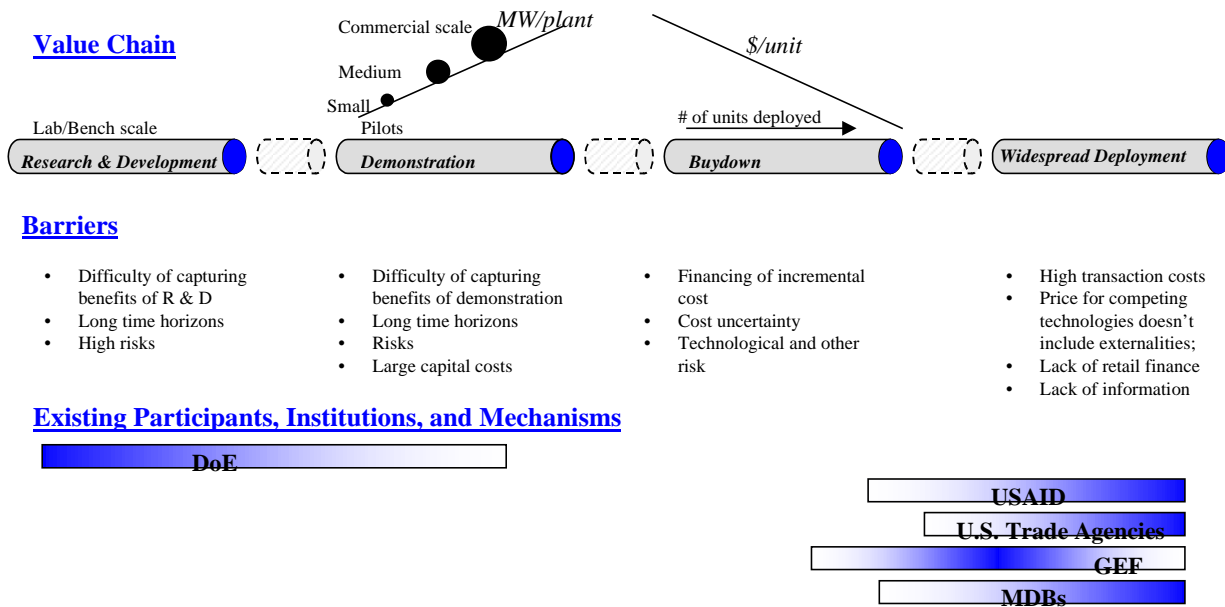 Value Chain
Commercial scale
MW/plant
$/unit
Medium
Small
Lab/Bench scale
Pilots
# of units deployed
Research & Development
Demonstration
Buydown
Widespread Deployment
Barriers
• Difficulty of capturing
benefits of R & D
• Long time horizons
• High risks
• Difficulty of capturing
benefits of demonstration
• Long time horizons
• Risks
• Large capital costs
• Financing of incremental
cost
• Cost uncertainty
• Technological and other
risk
• High transaction costs
• Price for competing
technologies doesn't
include externalities;
• Lack of retail finance
• Lack of information
Existing Participants, Institutions, and Mechanisms
DoE
USAID
U.S. Trade Agencies
GEF
MDBs